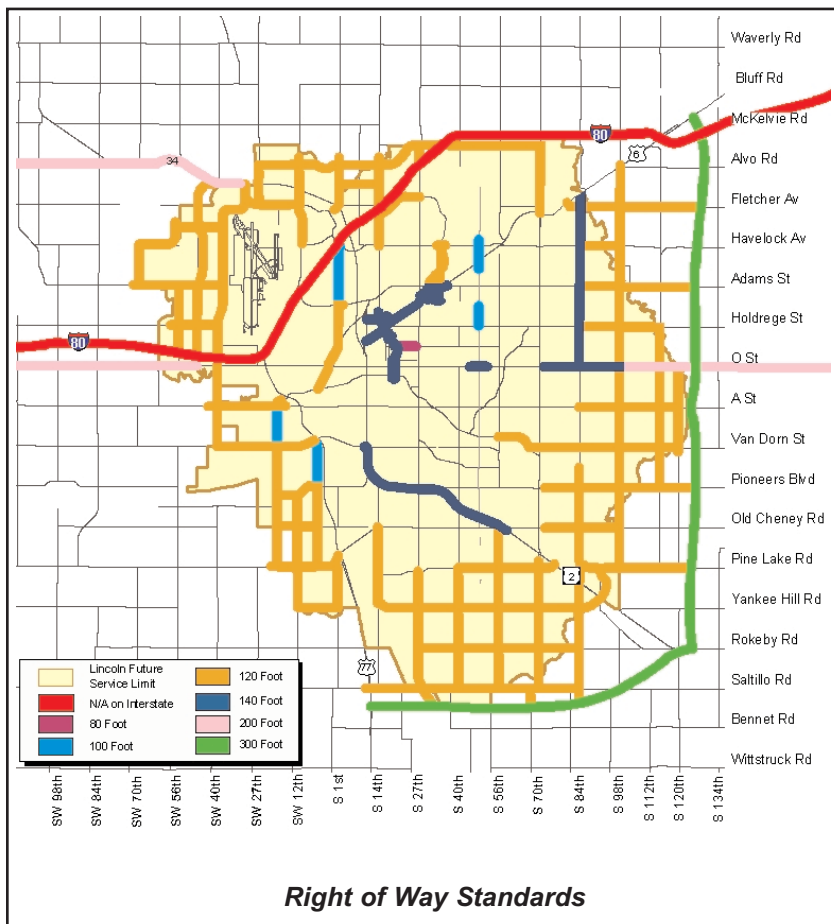 Waverly Rd
Bluff Rd
McKelvie Rd
80
6
34
Alvo Rd
Fletcher Av
Havelock Av
Adams St
Holdrege St
80
O St
A St
Van Dorn St
Pioneers Blvd
Old Cheney Rd
Pine Lake Rd
2
Yankee Hill Rd
Rokeby Rd
77
Saltillo Rd
Bennet Rd
Wittstruck Rd
Lincoln Future
Service Limit
N/A on Interstate
80 Foot
100 Foot
120 Foot
140 Foot
200 Foot
300 Foot
SW 98th
SW 84th
SW 70th
SW 56th
SW 40th
SW 27th
SW 12th
S 1st
S 14th
S 27th
S 40th
S 56th
S 70th
S 84th
S 98th
S 112th
S 120th
S 134th
Right of Way Standards